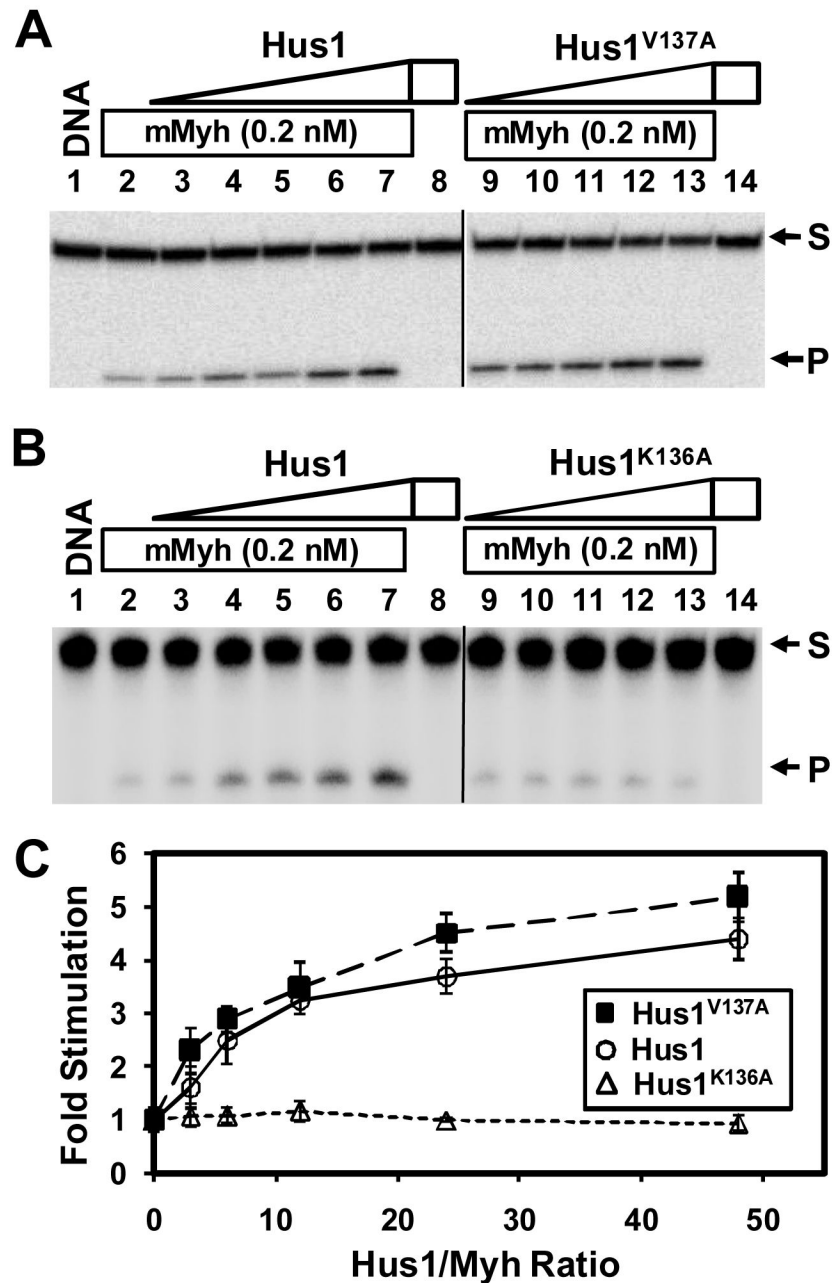 A
Hus1 Hus1V137A
DNA
mMyh (0.2 nM) mMyh (0.2 nM)
1 2 3 4 5 6 7 8 9 10 11 12 13 14
S
P
B
Hus1 Hus1K136A
DNA
mMyh (0.2 nM) mMyh (0.2 nM)
1 2 3 4 5 6 7 8 9 10 11 12 13 14
S
P
C
Fold Stimulation
6
5
4
3
2
1
0
Hus1V137A
Hus1
Hus1K136A
0 10 20 30 40 50
Hus1/Myh Ratio